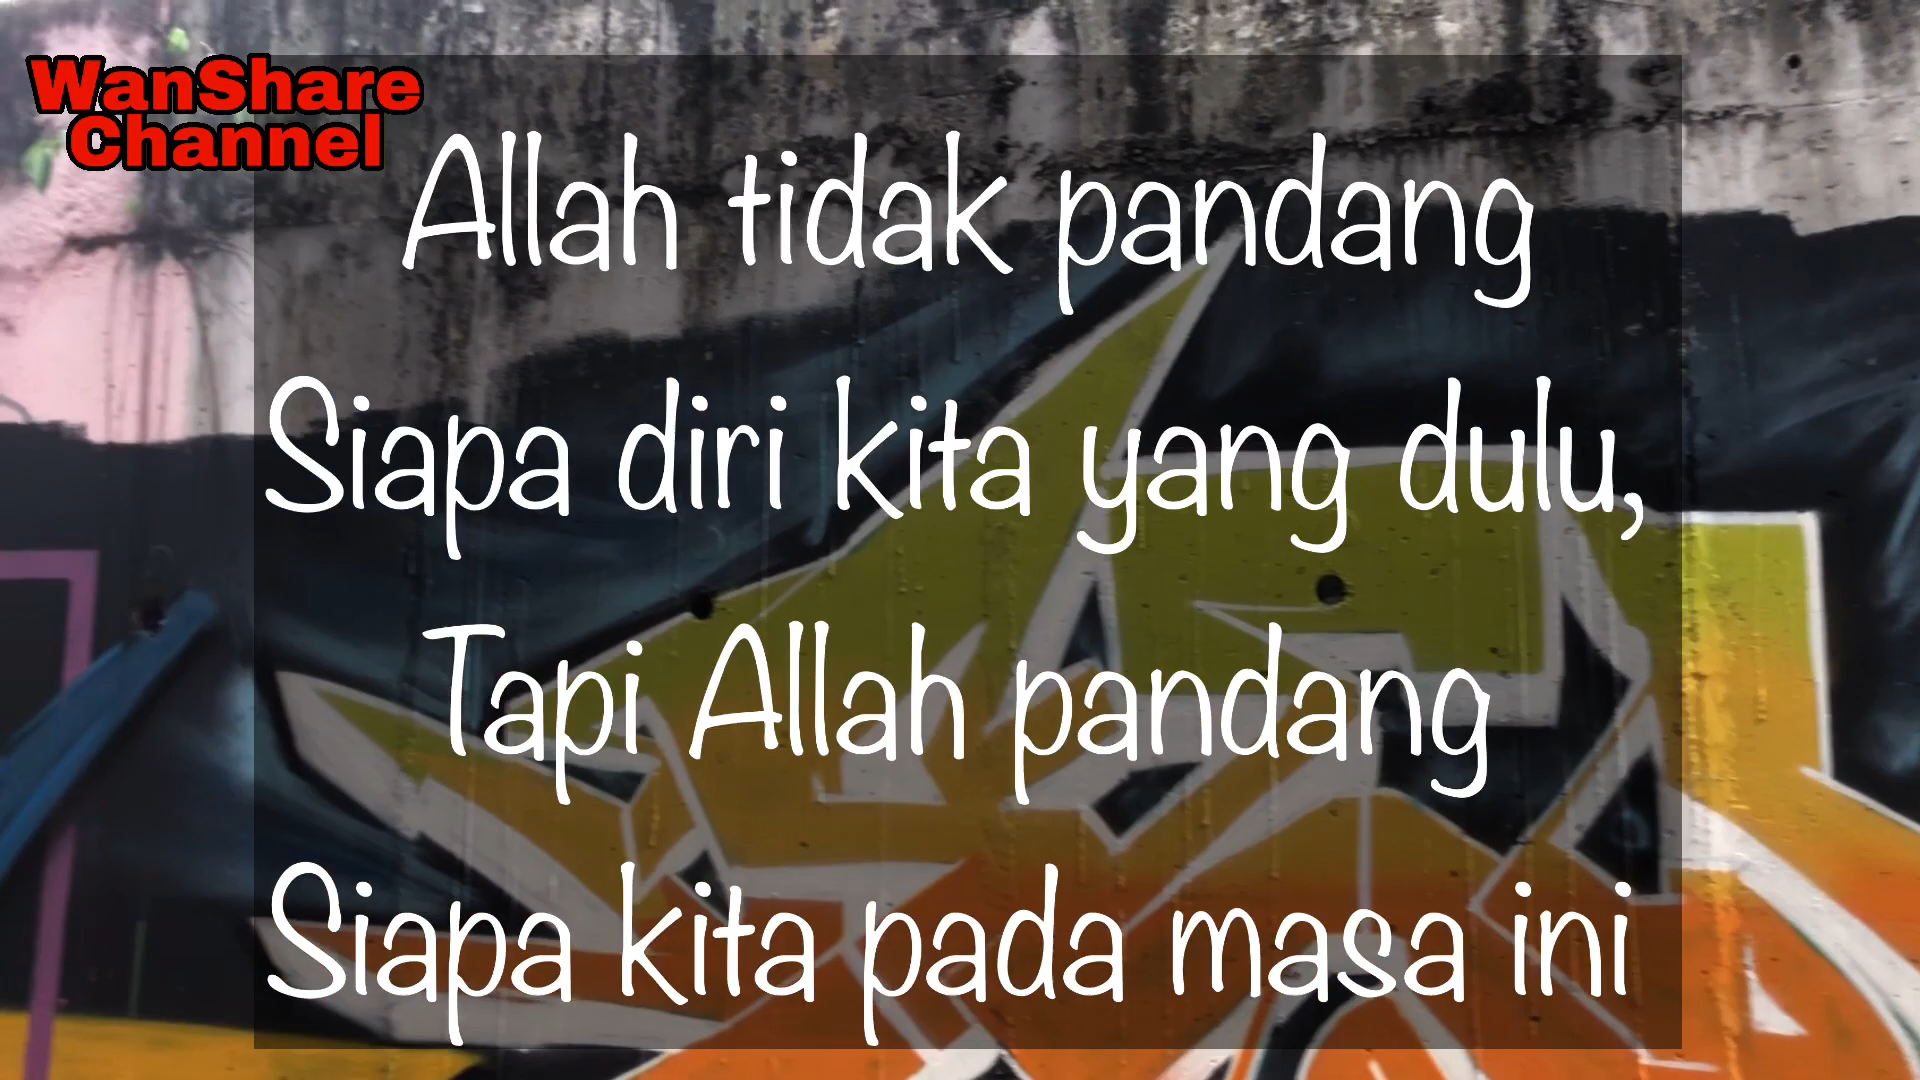 WanShare
Channel
Allah tidak pandang
Siapa diri kita yang dulu,
Tapi Allah pandang
Siapa kita pada masa ini